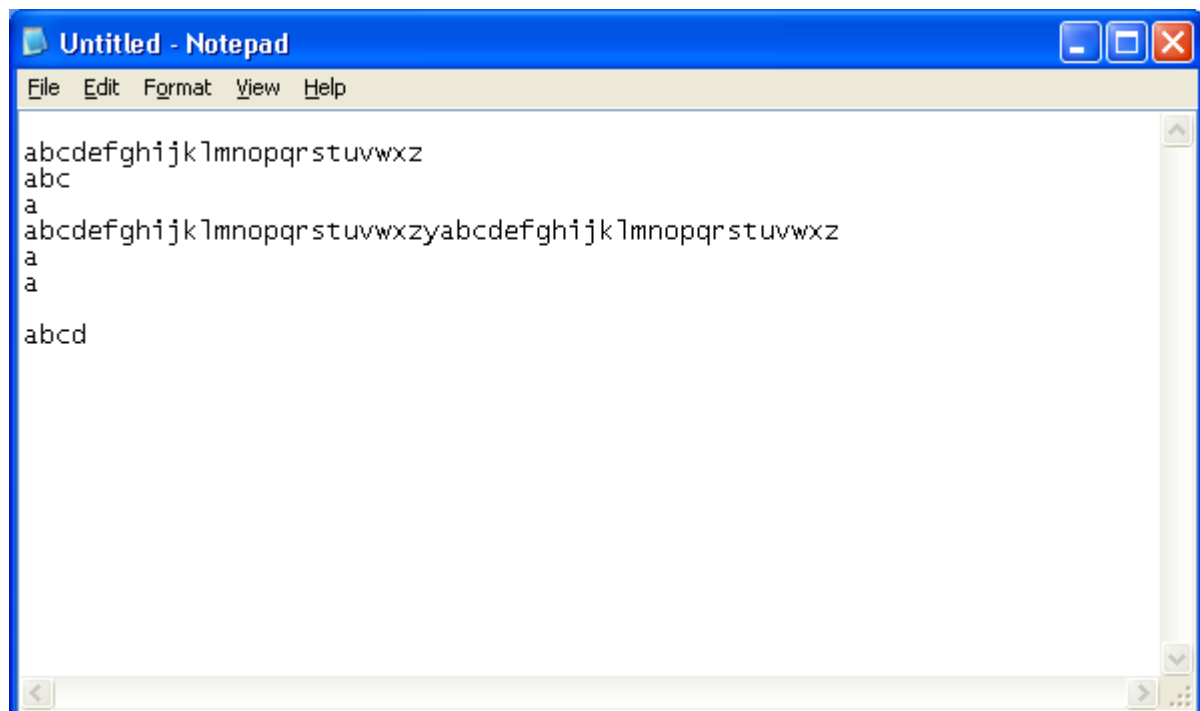 Untitled - Notepad
File Edit Format View Help
abcdefghijklmnopqrstuvwxz
abc
a
abcdefghijklmnopqrstuvwxzyabcdefghijklmnopqrstuvwxz
a
a
abcd